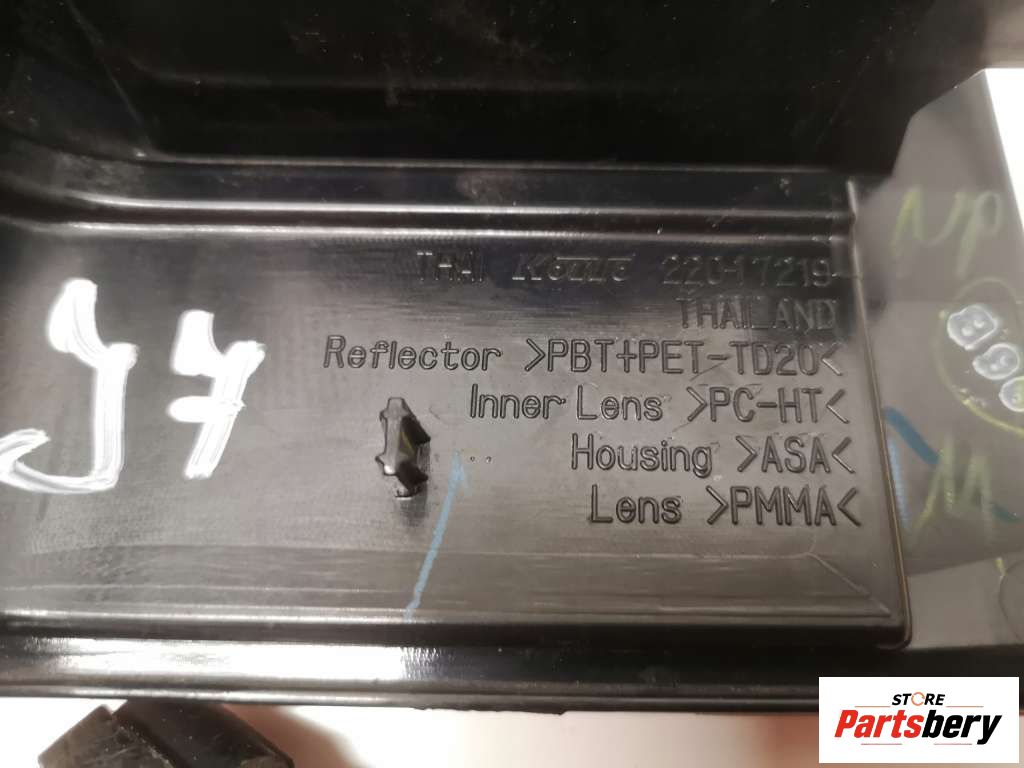 THAI Koito 220-17219
THAILAND
Reflector >PBT+PET-TD20<
Inner Lens >PC-HT<
Housing >ASA<
Lens >PMMA<
NP
STORE
Partsbery